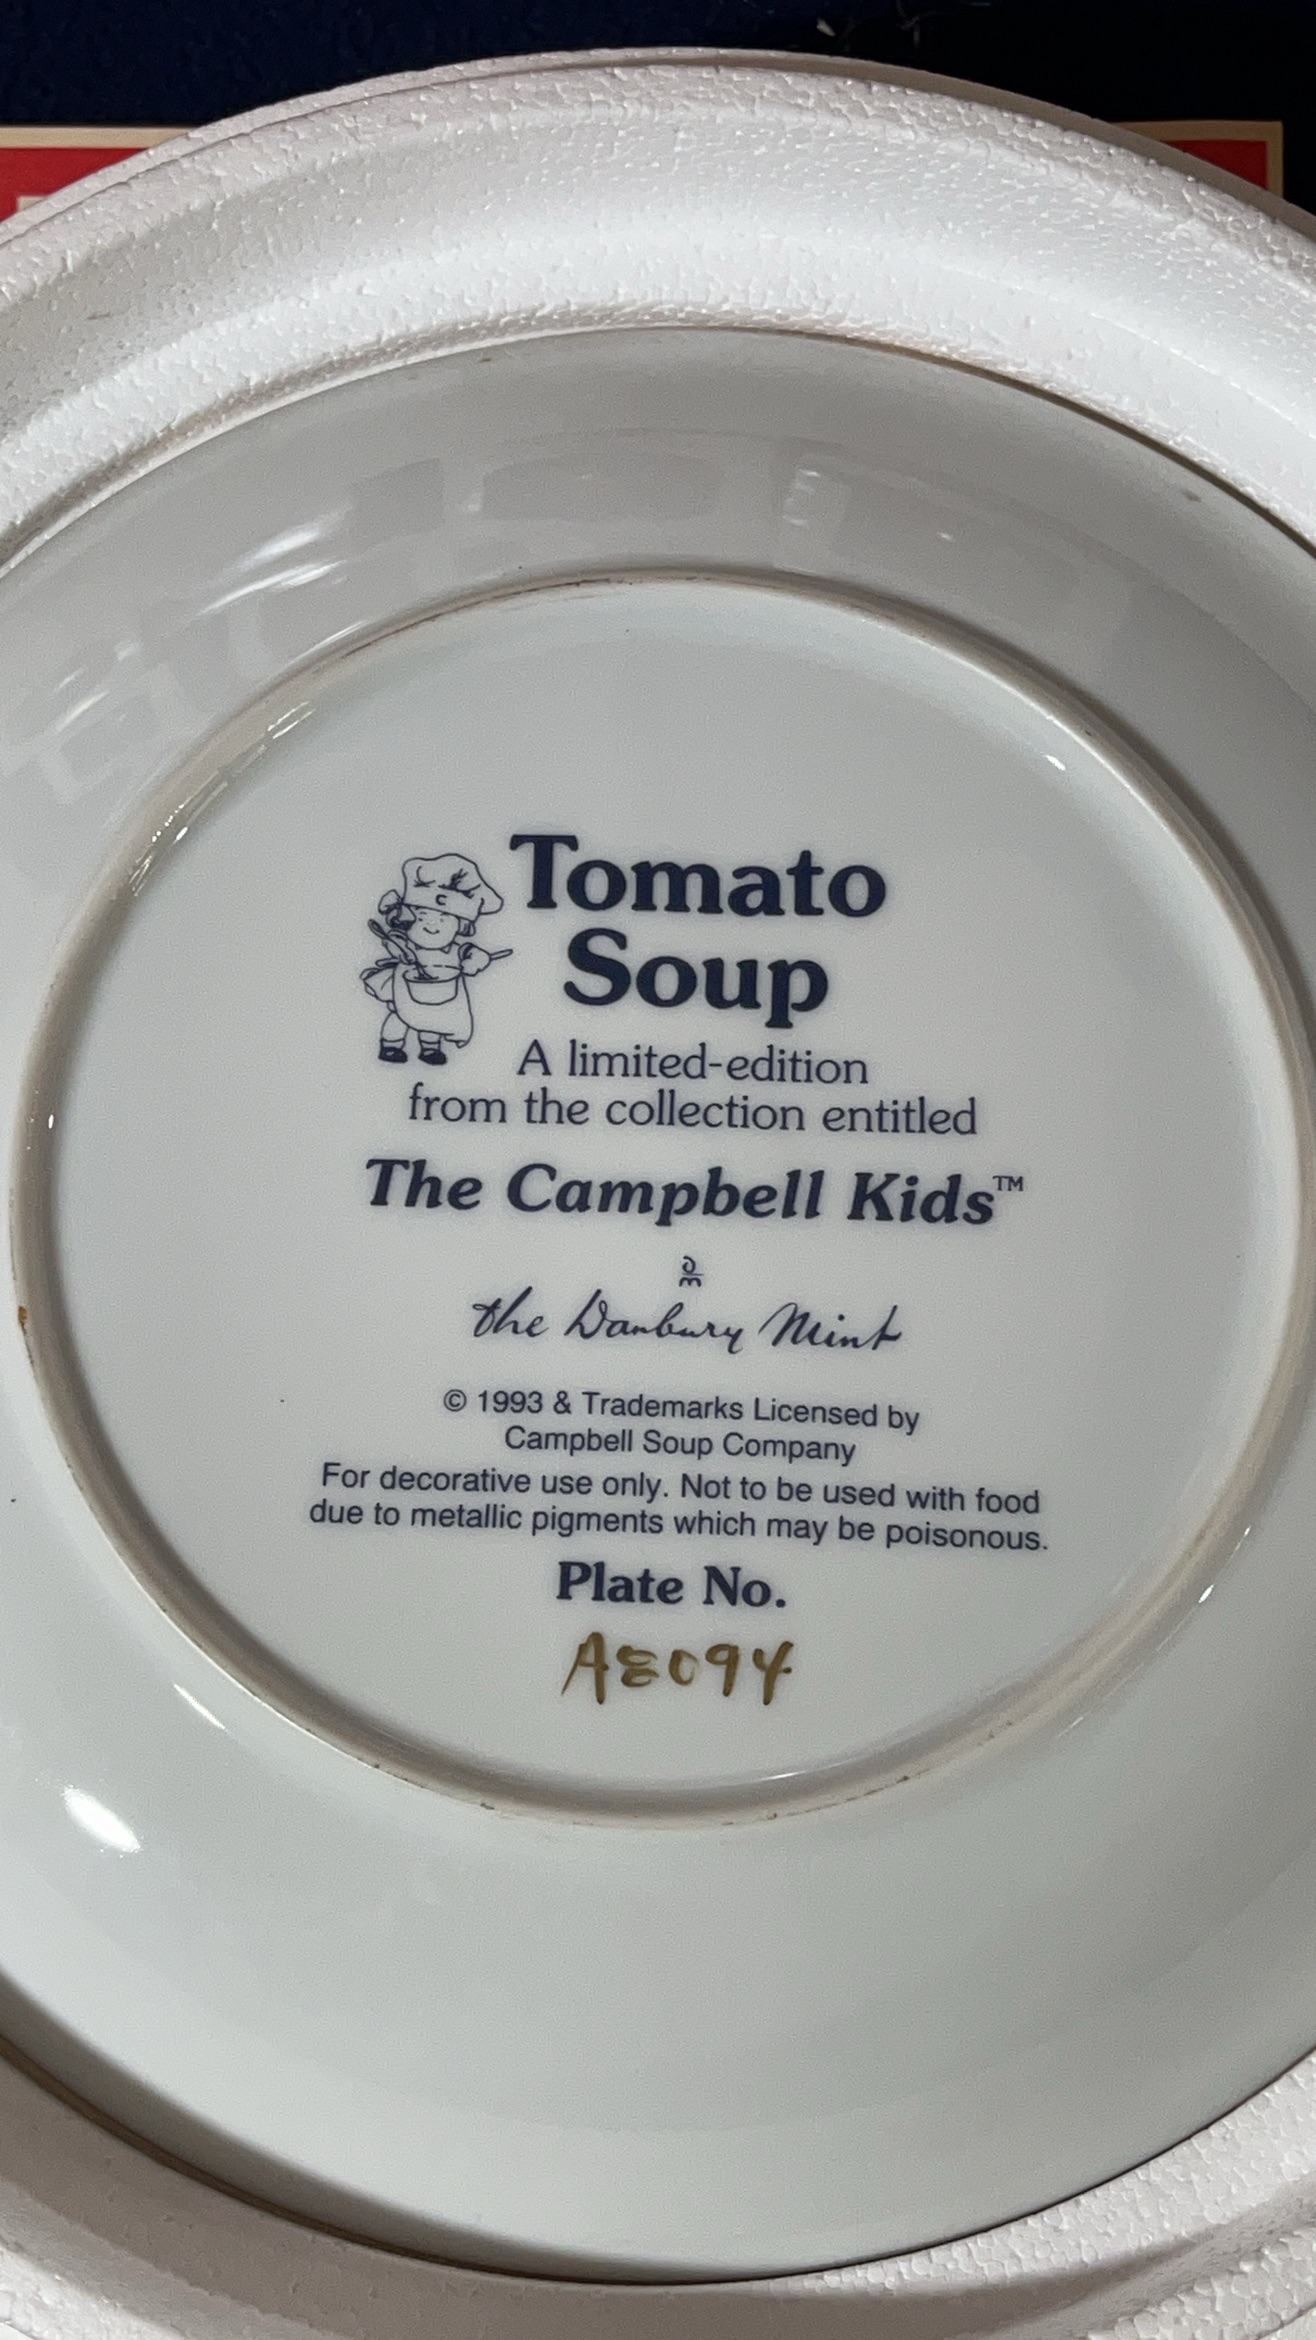 Tomato
Soup
A limited-edition
from the collection entitled
The Campbell Kids™
the Danbury Mint
© 1993 & Trademarks Licensed by
Campbell Soup Company
For decorative use only. Not to be used with food
due to metallic pigments which may be poisonous.
Plate No.
A8094